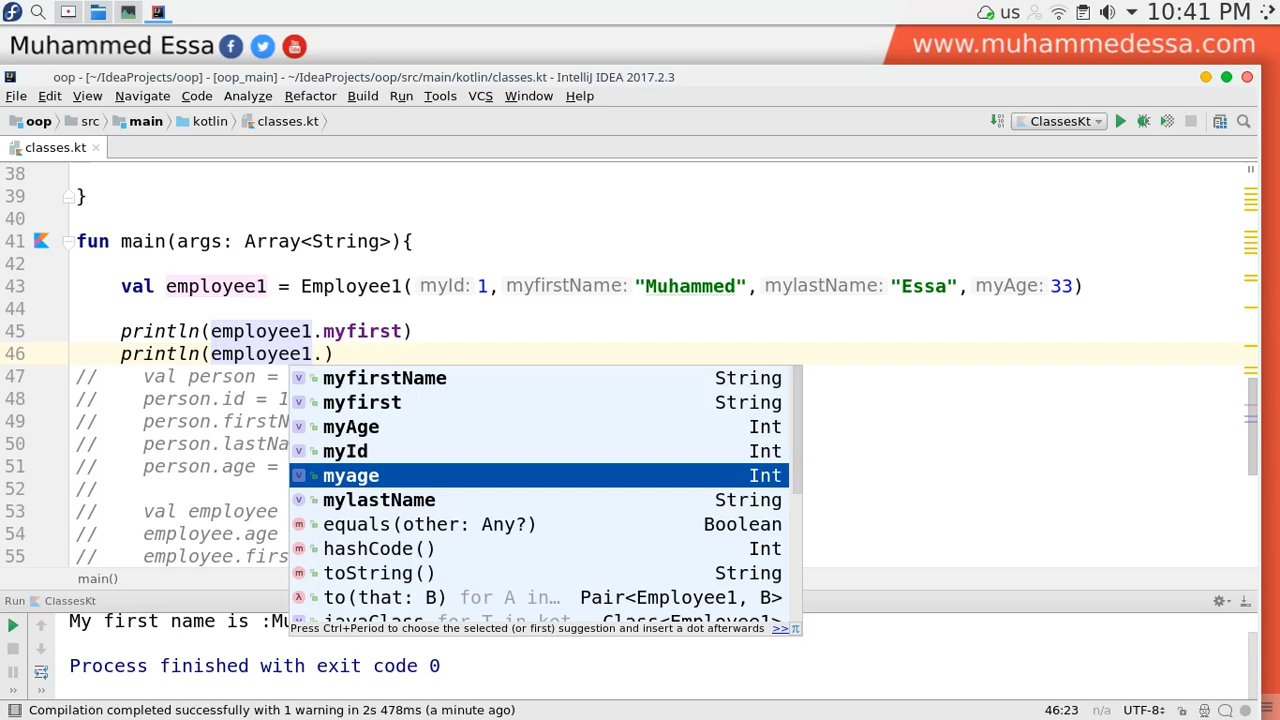 us 10:41 PM
Muhammed Essa www.muhammedessa.com
oop - [~/IdeaProjects/oop] - [oop_main] - ~/IdeaProjects/oop/src/main/kotlin/classes.kt - IntelliJ IDEA 2017.2.3
File Edit View Navigate Code Analyze Refactor Build Run Tools VCS Window Help
oop src main kotlin classes.kt ClassesKt
classes.kt
38
39 }
40
41 fun main(args: Array<String>){
42
43 val employee1 = Employee1( myId: 1, myfirstName: "Muhammed", mylastName: "Essa", myAge: 33)
44
45 println(employee1.myfirst)
46 println(employee1.)
47 // val person =
48 // person.id = 1
49 // person.firstN
50 // person.lastNa
51 // person.age =
52 //
53 // val employee
54 // employee.age
55 // employee.firs
myfirstName String
myfirst String
myAge Int
myId Int
myage Int
mylastName String
equals(other: Any?) Boolean
hashCode() Int
toString() String
to(that: B) for A in… Pair<Employee1, B>
javaClass for T in kot… Class<Employee1>
Press Ctrl+Period to choose the selected (or first) suggestion and insert a dot afterwards >> π
main()
Run ClassesKt
My first name is :Mu
Process finished with exit code 0
Compilation completed successfully with 1 warning in 2s 478ms (a minute ago) 46:23 n/a UTF-8